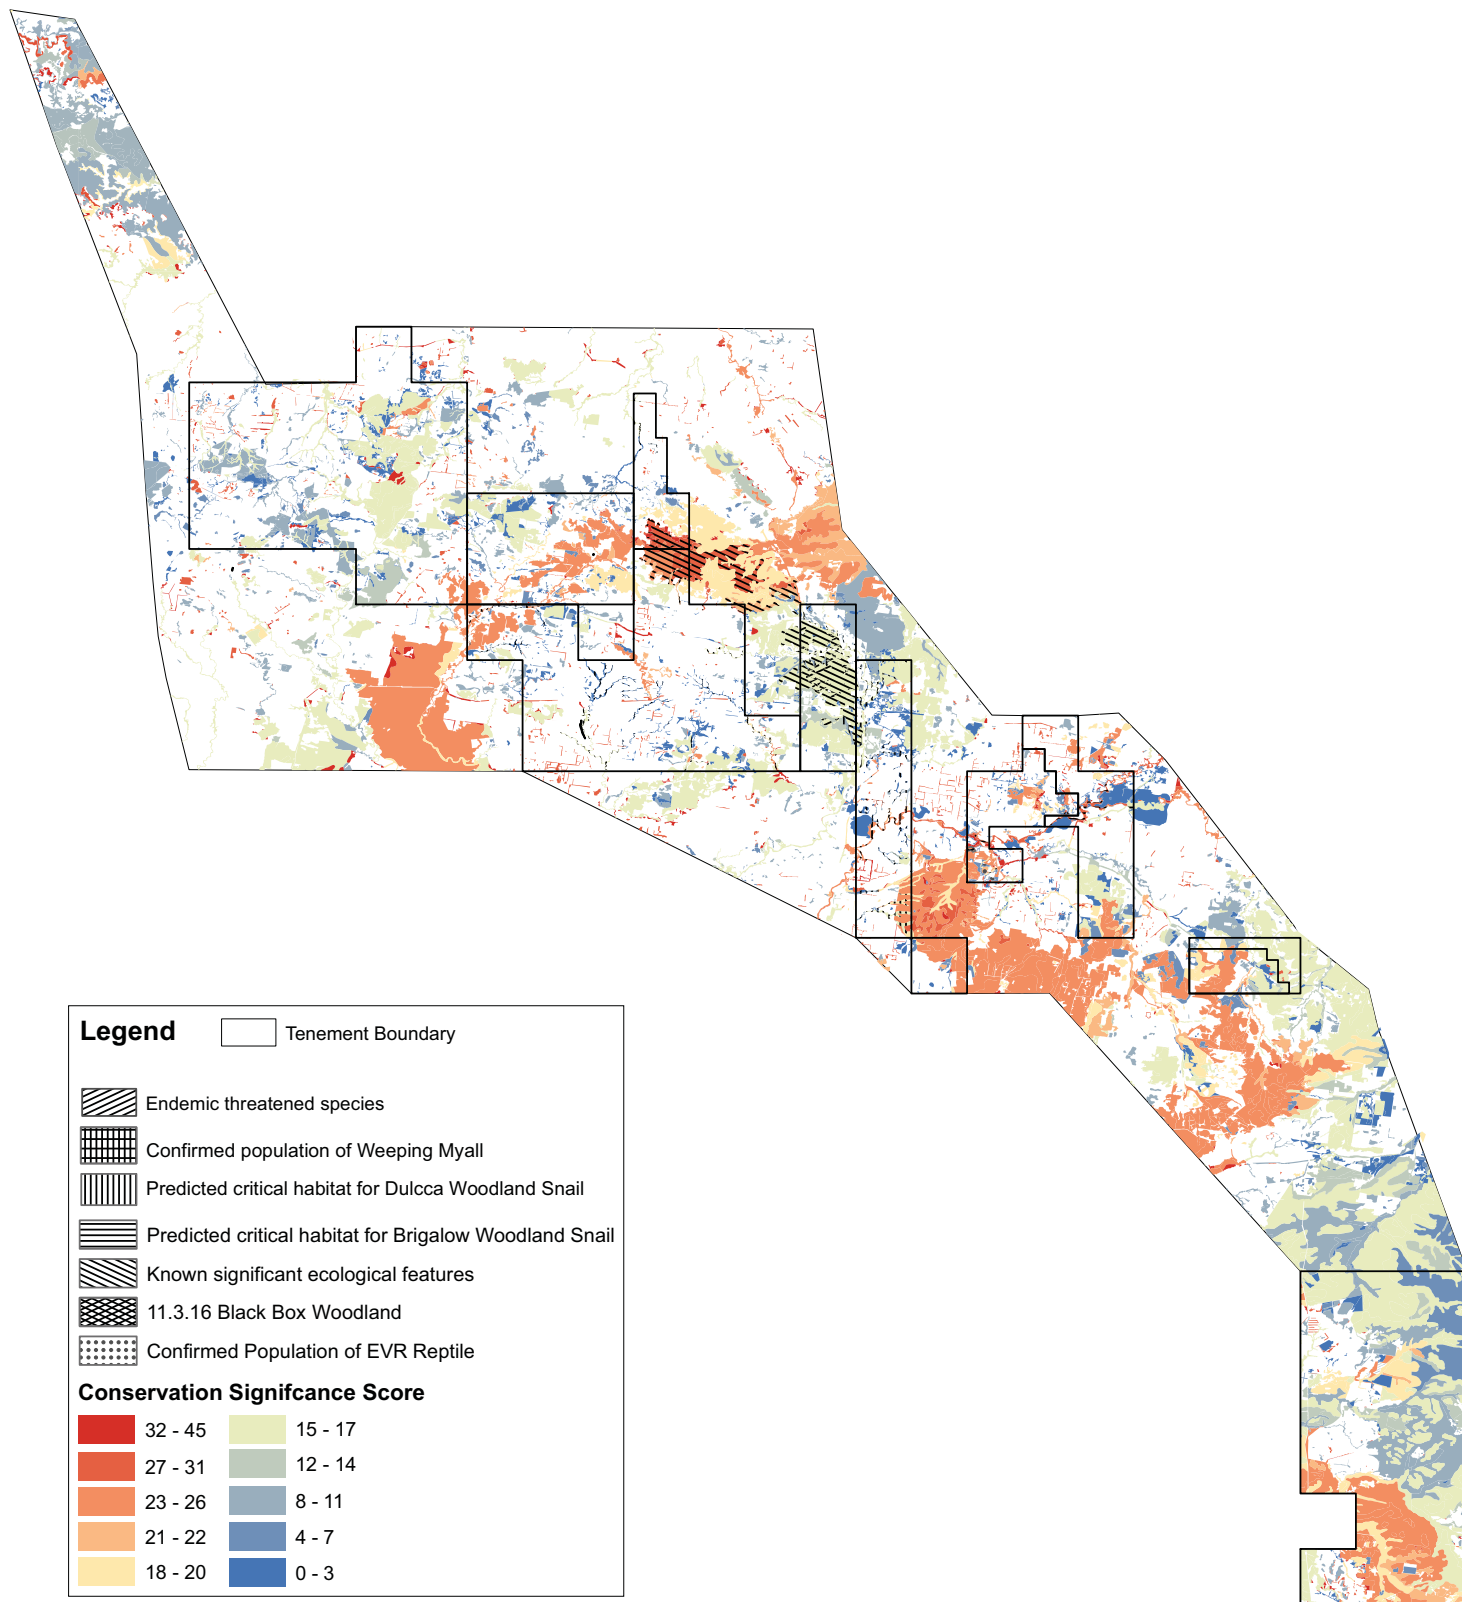 Legend
Tenement Boundary
Endemic threatened species
Confirmed population of Weeping Myall
Predicted critical habitat for Dulcca Woodland Snail
Predicted critical habitat for Brigalow Woodland Snail
Known significant ecological features
11.3.16 Black Box Woodland
Confirmed Population of EVR Reptile
Conservation Signifcance Score
32 - 45
27 - 31
23 - 26
21 - 22
18 - 20
15 - 17
12 - 14
8 - 11
4 - 7
0 - 3